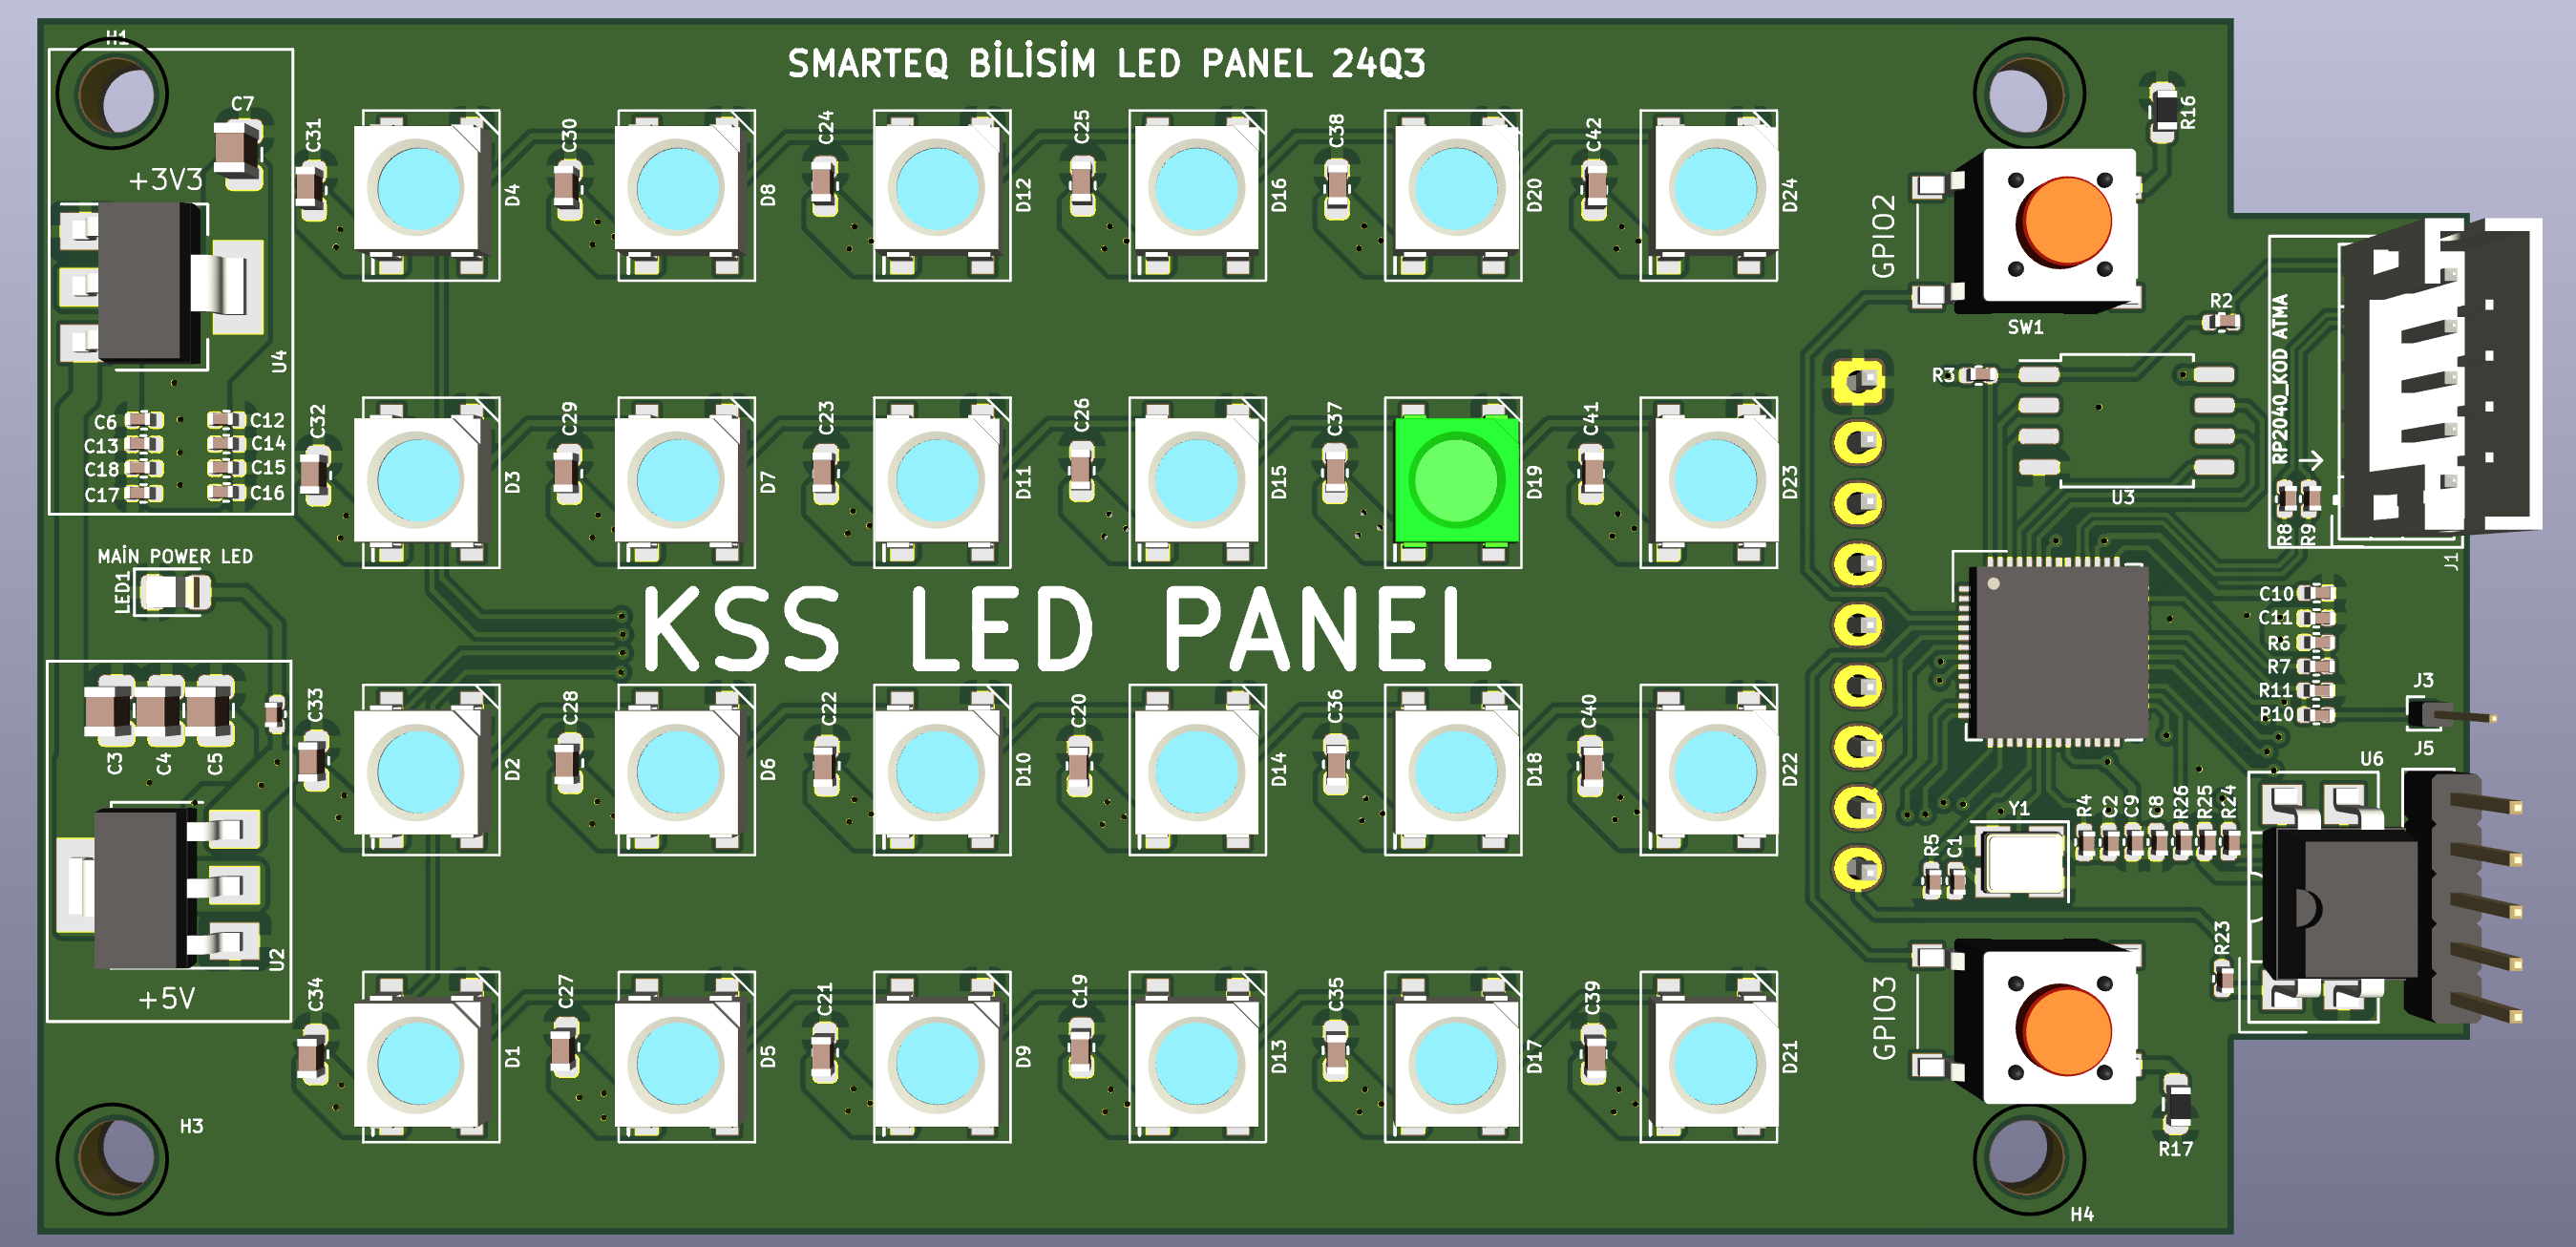 H1
SMARTEQ BİLİSİM LED PANEL 24Q3
C7
R16
C31
C30
C24
C25
C38
C42
+3V3
D4
D8
D12
D16
D20
D24
GPIO2
R2
SW1
RP2040_KOD ATMA
U4
R3
C6
C12
C13
C14
C18
C15
C17
C16
C32
C29
C23
C26
C37
C41
D3
D7
D11
D15
D19
D23
U3
R8
R9
J1
MAİN POWER LED
LED1
KSS LED PANEL
C10
C11
R6
R7
R11
R10
J3
J5
U6
C3
C4
C5
C33
C28
C22
C20
C36
C40
D2
D6
D10
D14
D18
D22
Y1
R5
C1
R4
C2
C9
C8
R26
R25
R24
R23
U2
+5V
C34
C27
C21
C19
C35
C39
D1
D5
D9
D13
D17
D21
GPIO3
H3
R17
H4